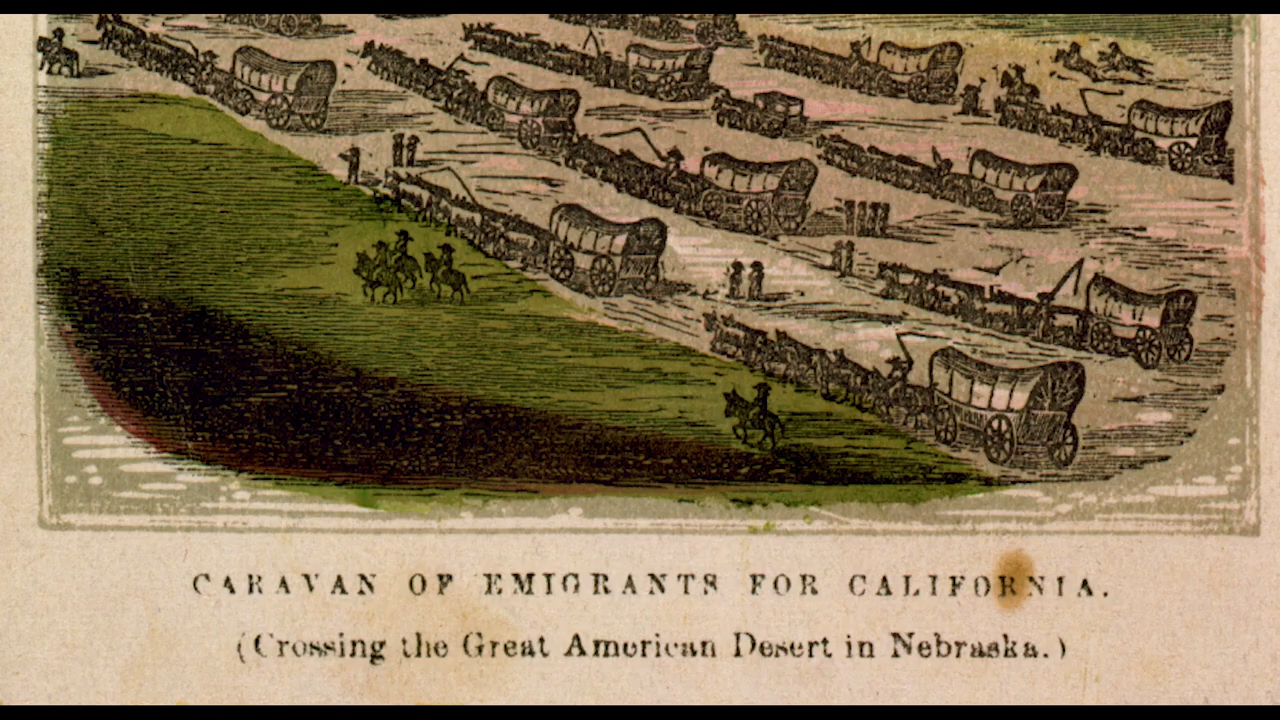 CARAVAN OF EMIGRANTS FOR CALIFORNIA.
(Crossing the Great American Desert in Nebraska.)